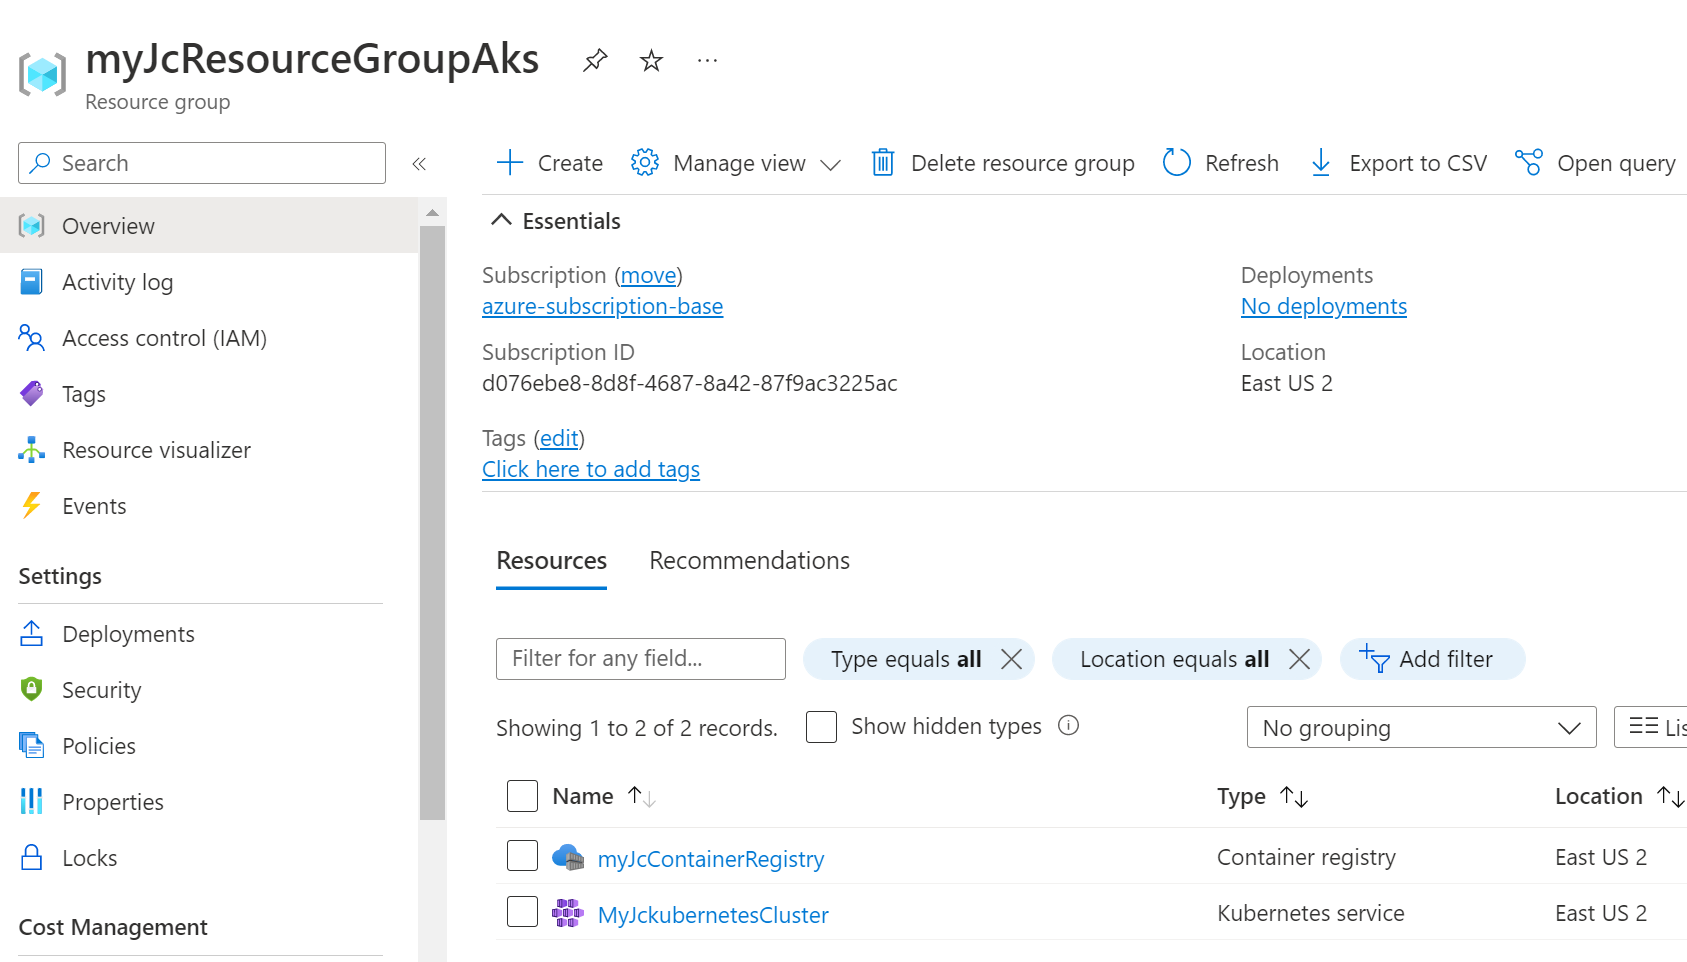 myJcResourceGroupAks
Resource group
Search
«
Create
Manage view
Delete resource group
Refresh
Export to CSV
Open query
Overview
Activity log
Access control (IAM)
Tags
Resource visualizer
Events
Settings
Deployments
Security
Policies
Properties
Locks
Cost Management
Essentials
Subscription (move)
azure-subscription-base
Subscription ID
d076ebe8-8d8f-4687-8a42-87f9ac3225ac
Tags (edit)
Click here to add tags
Deployments
No deployments
Location
East US 2
Resources Recommendations
Filter for any field...
Type equals all
Location equals all
Add filter
Showing 1 to 2 of 2 records.
Show hidden types
No grouping
Lis
Name Type Location
myJcContainerRegistry Container registry East US 2
MyJckubernetesCluster Kubernetes service East US 2